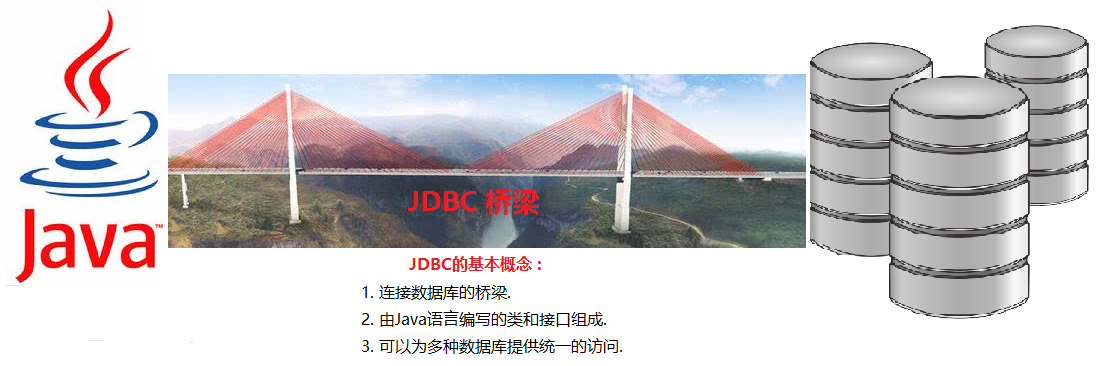 Java™
JDBC 桥梁
JDBC的基本概念：
1. 连接数据库的桥梁.
2. 由Java语言编写的类和接口组成.
3. 可以为多种数据库提供统一的访问.